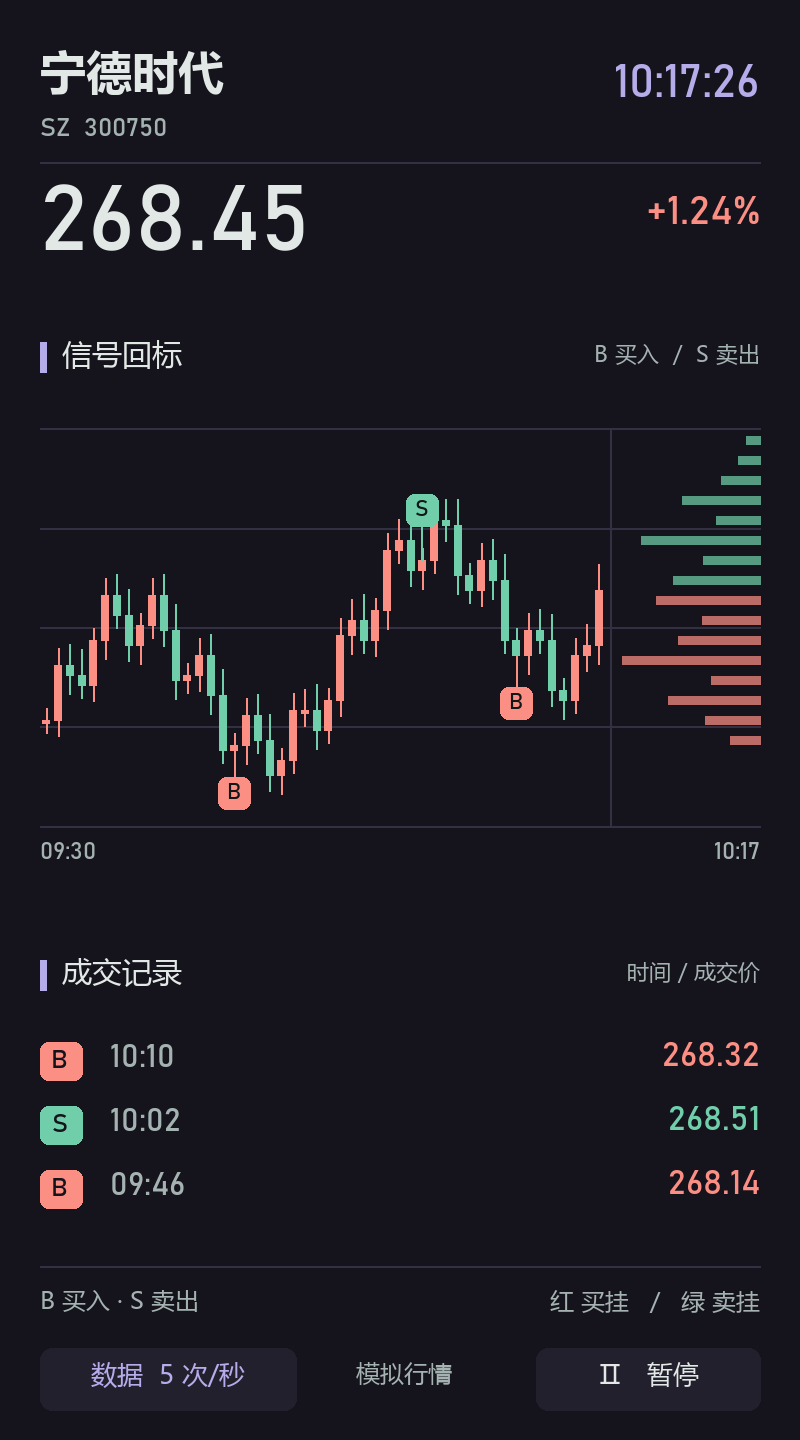 宁德时代
10:17:26
SZ 300750
268.45
+1.24%
信号回标
B 买入 / S 卖出
S
B
B
09:30
10:17
成交记录
时间 / 成交价
B 10:10 268.32
S 10:02 268.51
B 09:46 268.14
B 买入 · S 卖出
红 买挂 / 绿 卖挂
数据 5 次/秒
模拟行情
II 暂停